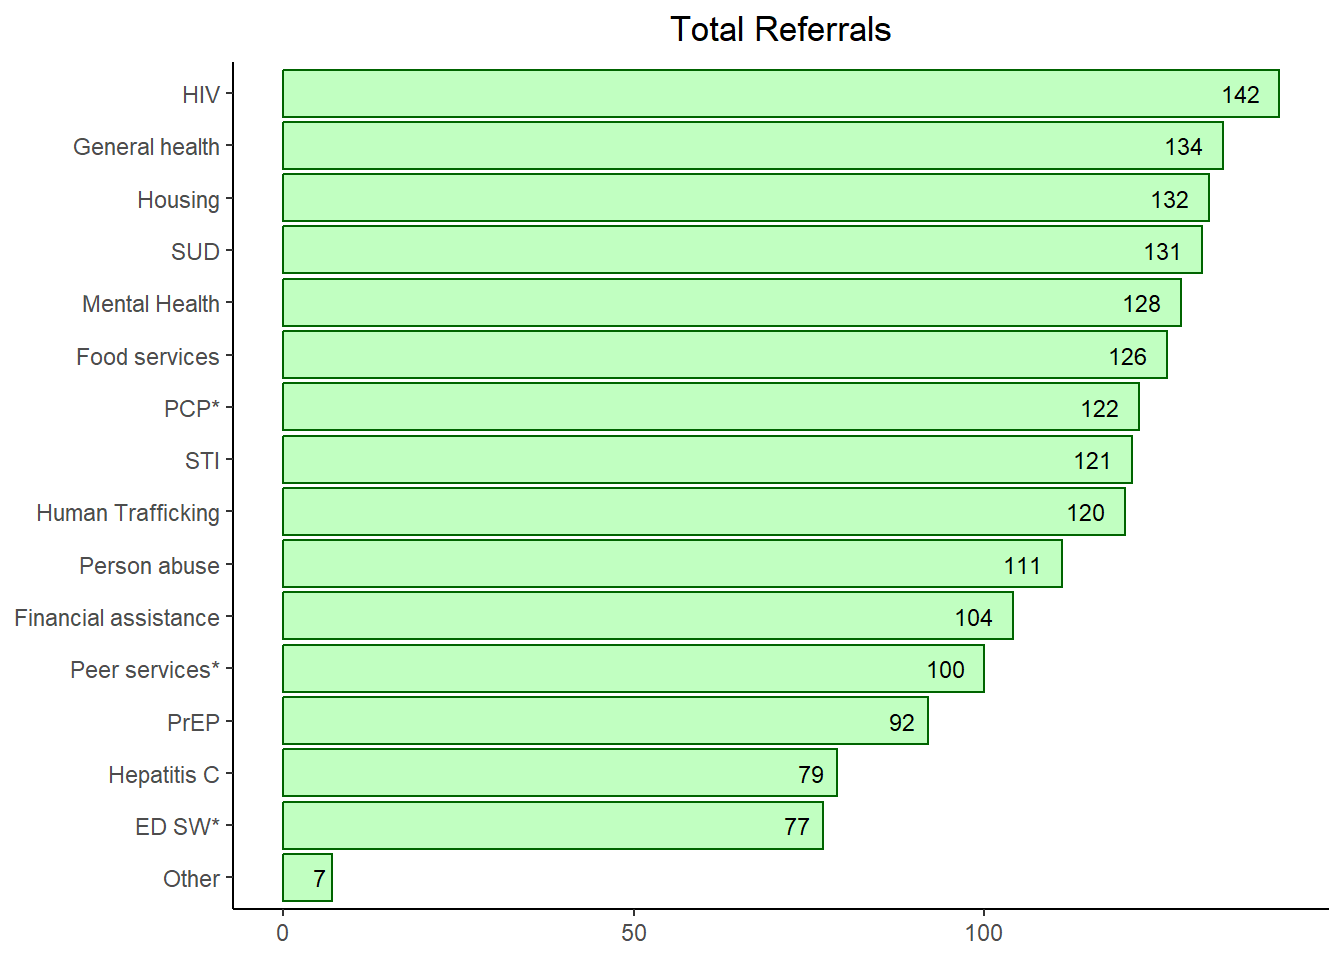 Total Referrals
HIV 142
General health 134
Housing 132
SUD 131
Mental Health 128
Food services 126
PCP* 122
STI 121
Human Trafficking 120
Person abuse 111
Financial assistance 104
Peer services* 100
PrEP 92
Hepatitis C 79
ED SW* 77
Other 7
0 50 100